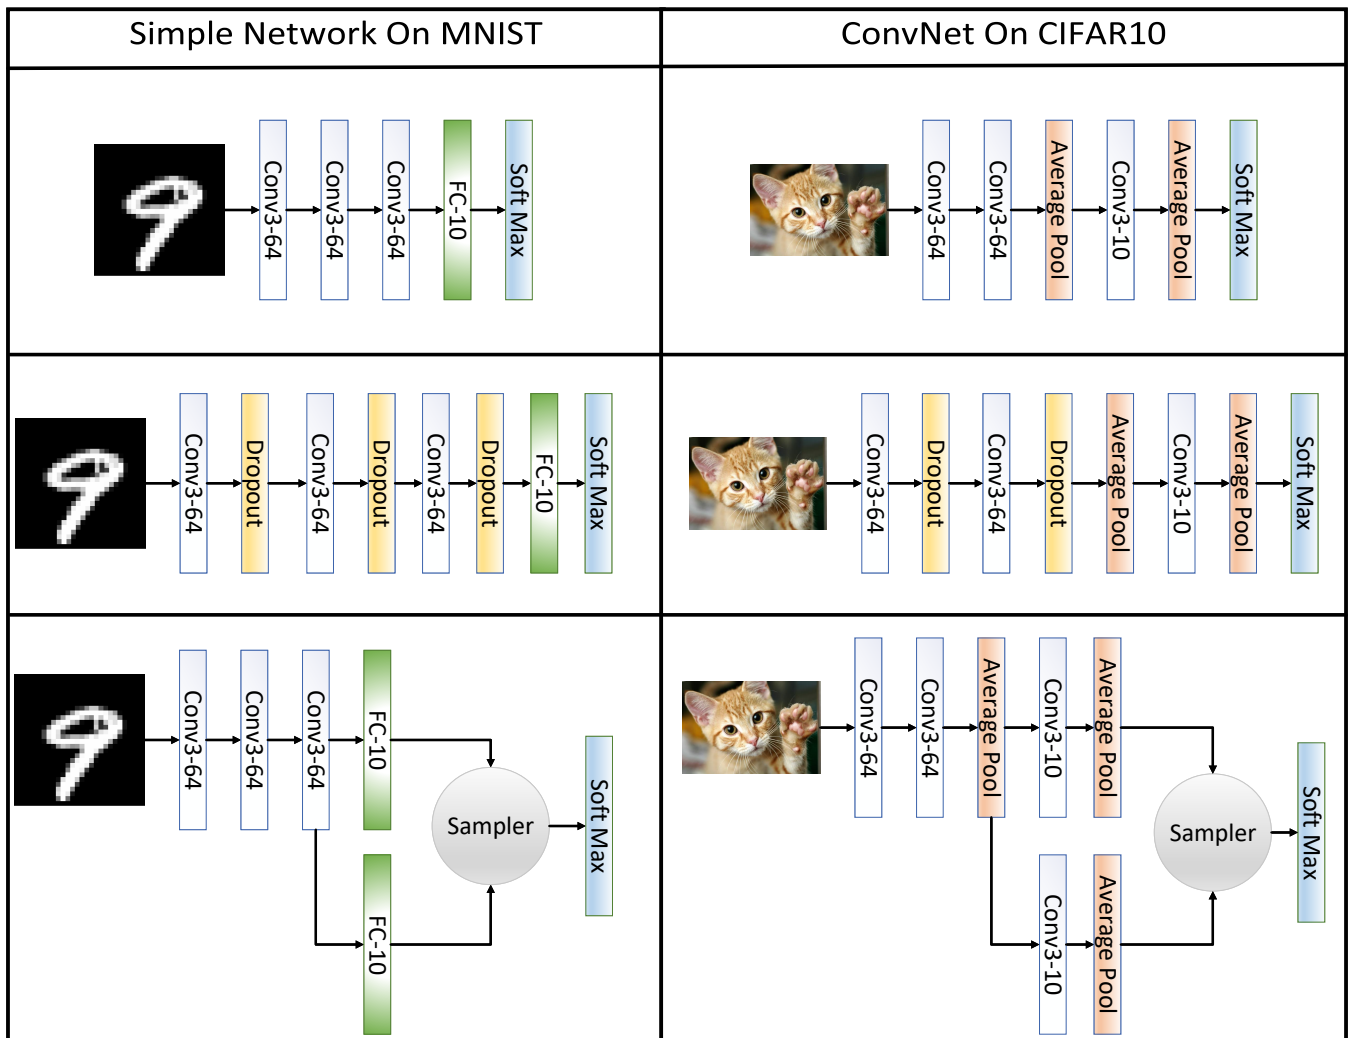 Simple Network On MNIST
ConvNet On CIFAR10
Conv3-64
Conv3-64
Conv3-64
FC-10
Soft Max
Conv3-64
Conv3-64
Average Pool
Conv3-10
Average Pool
Soft Max
Conv3-64
Dropout
Conv3-64
Dropout
Conv3-64
Dropout
FC-10
Soft Max
Conv3-64
Dropout
Conv3-64
Dropout
Average Pool
Conv3-10
Average Pool
Soft Max
Conv3-64
Conv3-64
Conv3-64
FC-10
FC-10
Sampler
Soft Max
Conv3-64
Conv3-64
Average Pool
Conv3-10
Average Pool
Conv3-10
Average Pool
Sampler
Soft Max